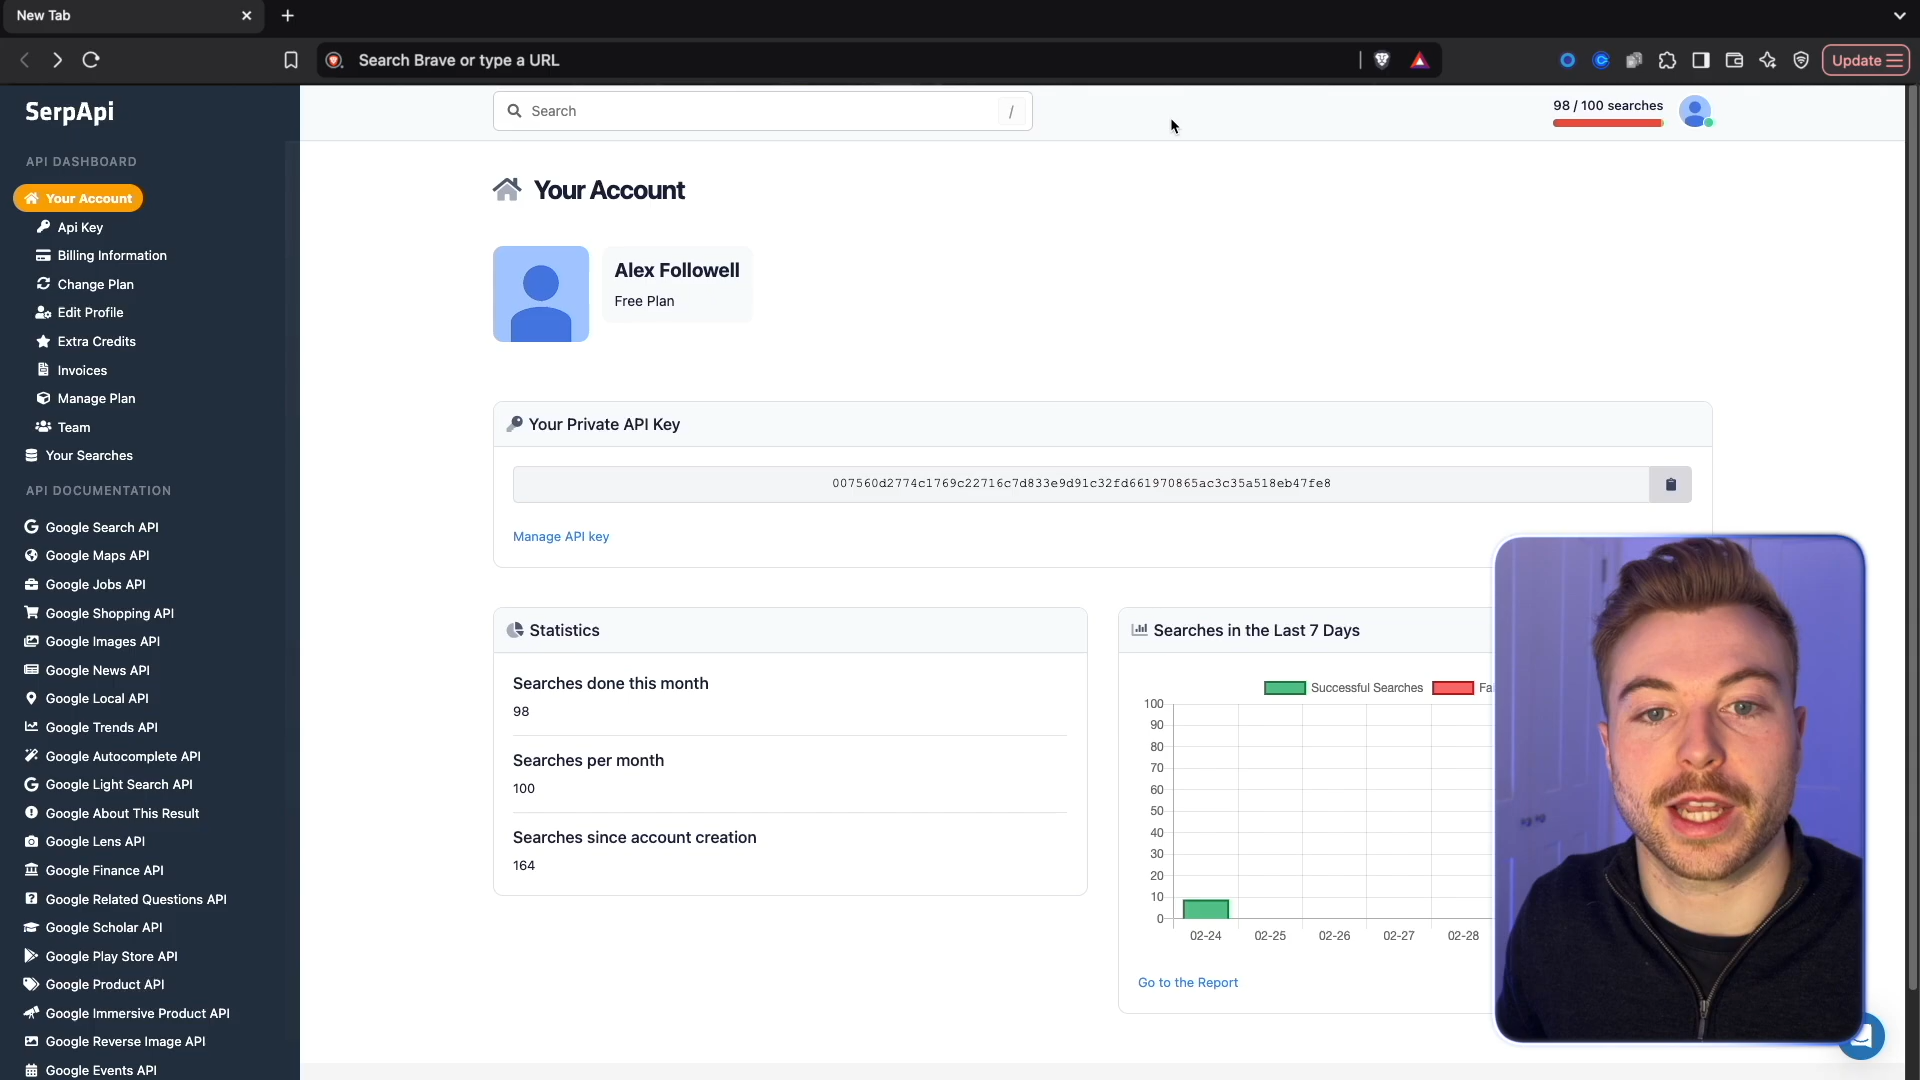 New Tab
Search Brave or type a URL
Update
SerpApi
Search
/
98 / 100 searches
API DASHBOARD
Your Account
Api Key
Billing Information
Change Plan
Edit Profile
Extra Credits
Invoices
Manage Plan
Team
Your Searches
API DOCUMENTATION
Google Search API
Google Maps API
Google Jobs API
Google Shopping API
Google Images API
Google News API
Google Local API
Google Trends API
Google Autocomplete API
Google Light Search API
Google About This Result
Google Lens API
Google Finance API
Google Related Questions API
Google Scholar API
Google Play Store API
Google Product API
Google Immersive Product API
Google Reverse Image API
Google Events API
Your Account
Alex Followell
Free Plan
Your Private API Key
007560d2774c1769c22716c7d833e9d91c32fd661970865ac3c35a518eb47fe8
Manage API key
Statistics
Searches done this month
98
Searches per month
100
Searches since account creation
164
Searches in the Last 7 Days
Successful Searches
Fa
100
90
80
70
60
50
40
30
20
10
0
02-24 02-25 02-26 02-27 02-28
Go to the Report